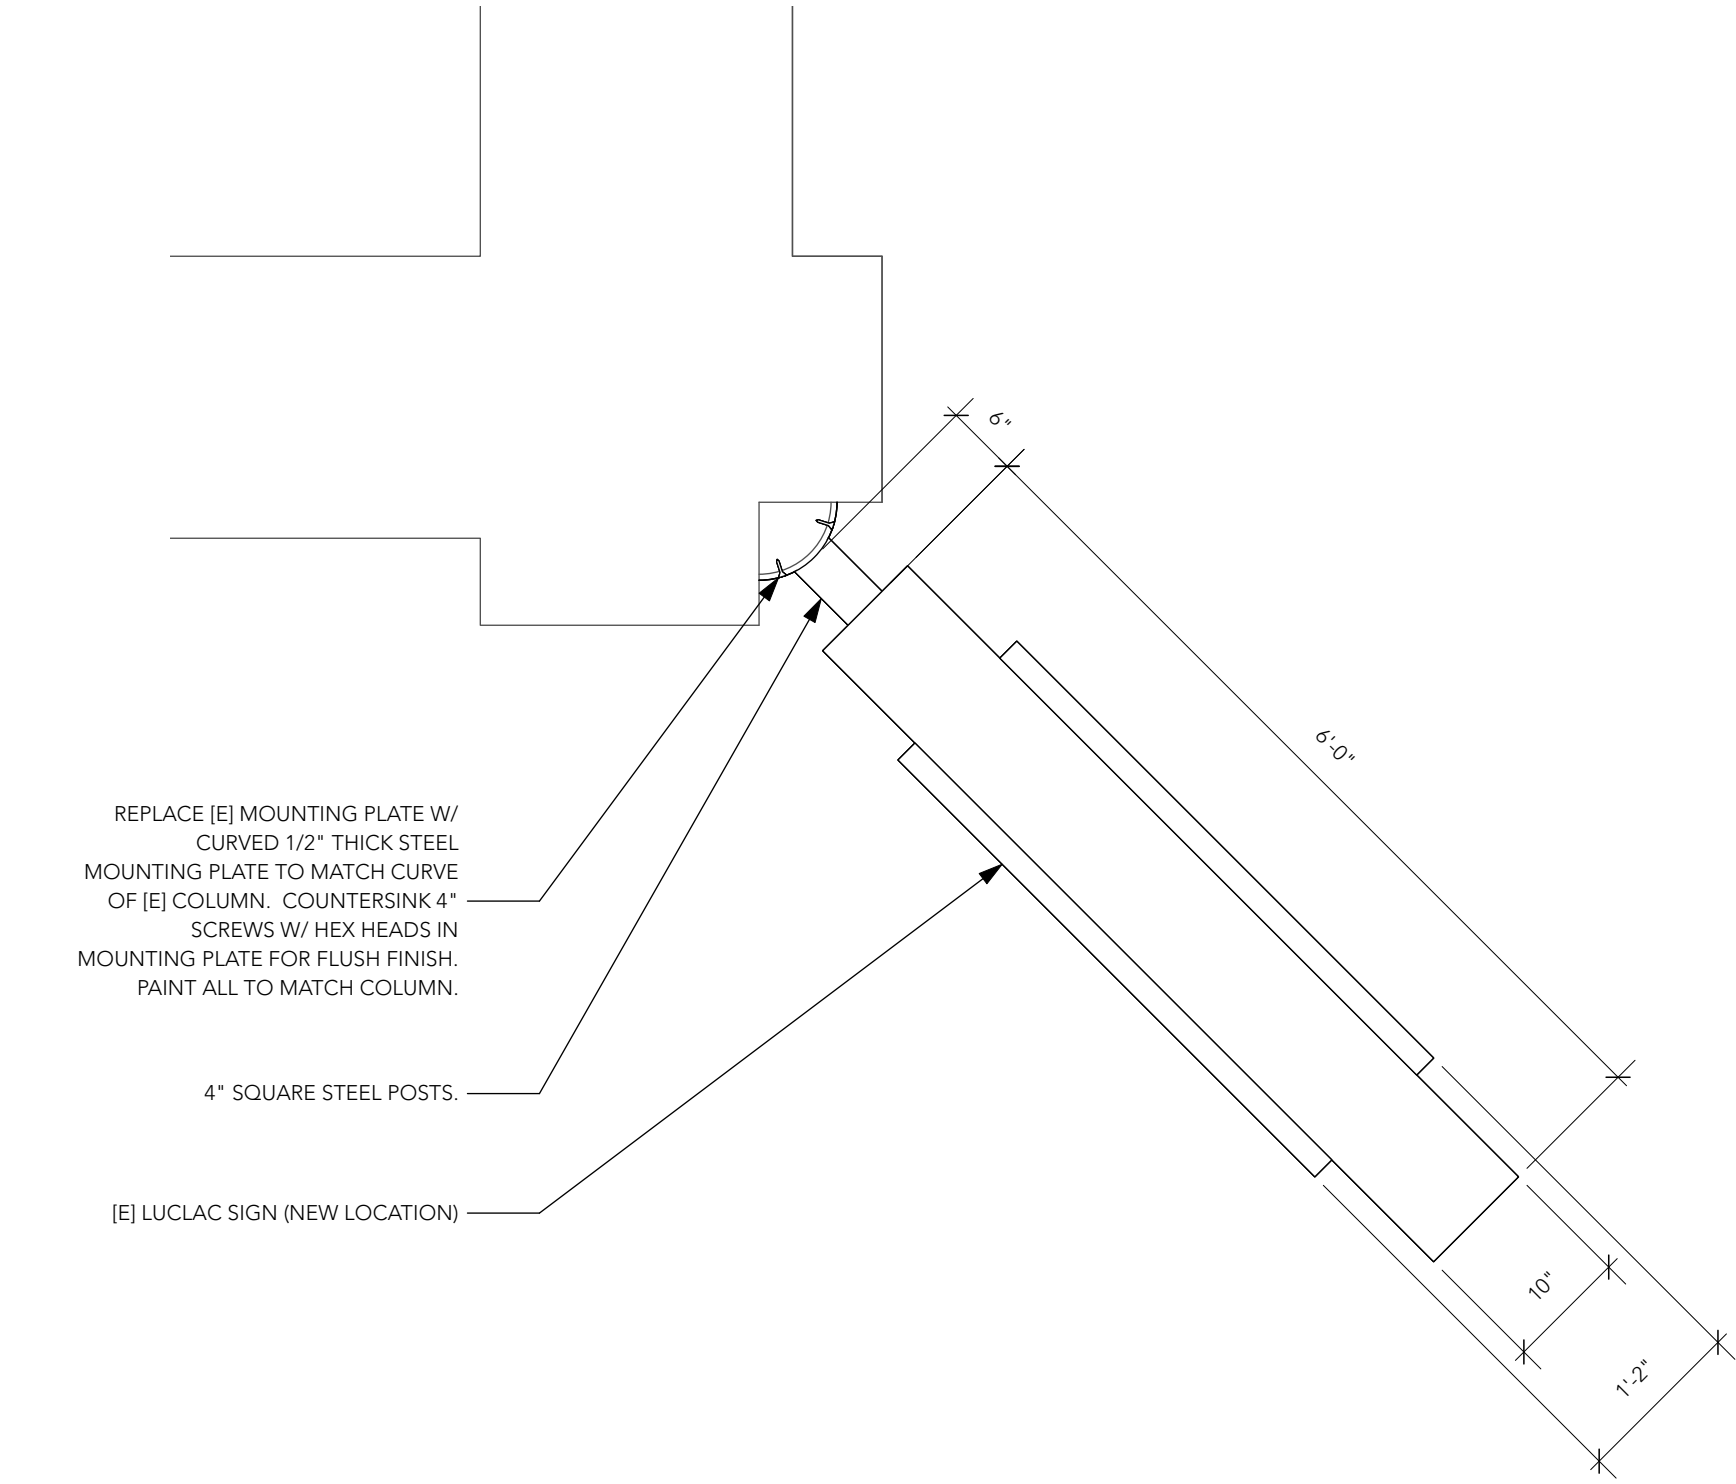 6"
6'-0"
REPLACE [E] MOUNTING PLATE W/
CURVED 1/2" THICK STEEL
MOUNTING PLATE TO MATCH CURVE
OF [E] COLUMN.  COUNTERSINK 4"
SCREWS W/ HEX HEADS IN
MOUNTING PLATE FOR FLUSH FINISH.
PAINT ALL TO MATCH COLUMN.
4" SQUARE STEEL POSTS.
[E] LUCLAC SIGN (NEW LOCATION)
10"
1'-2"